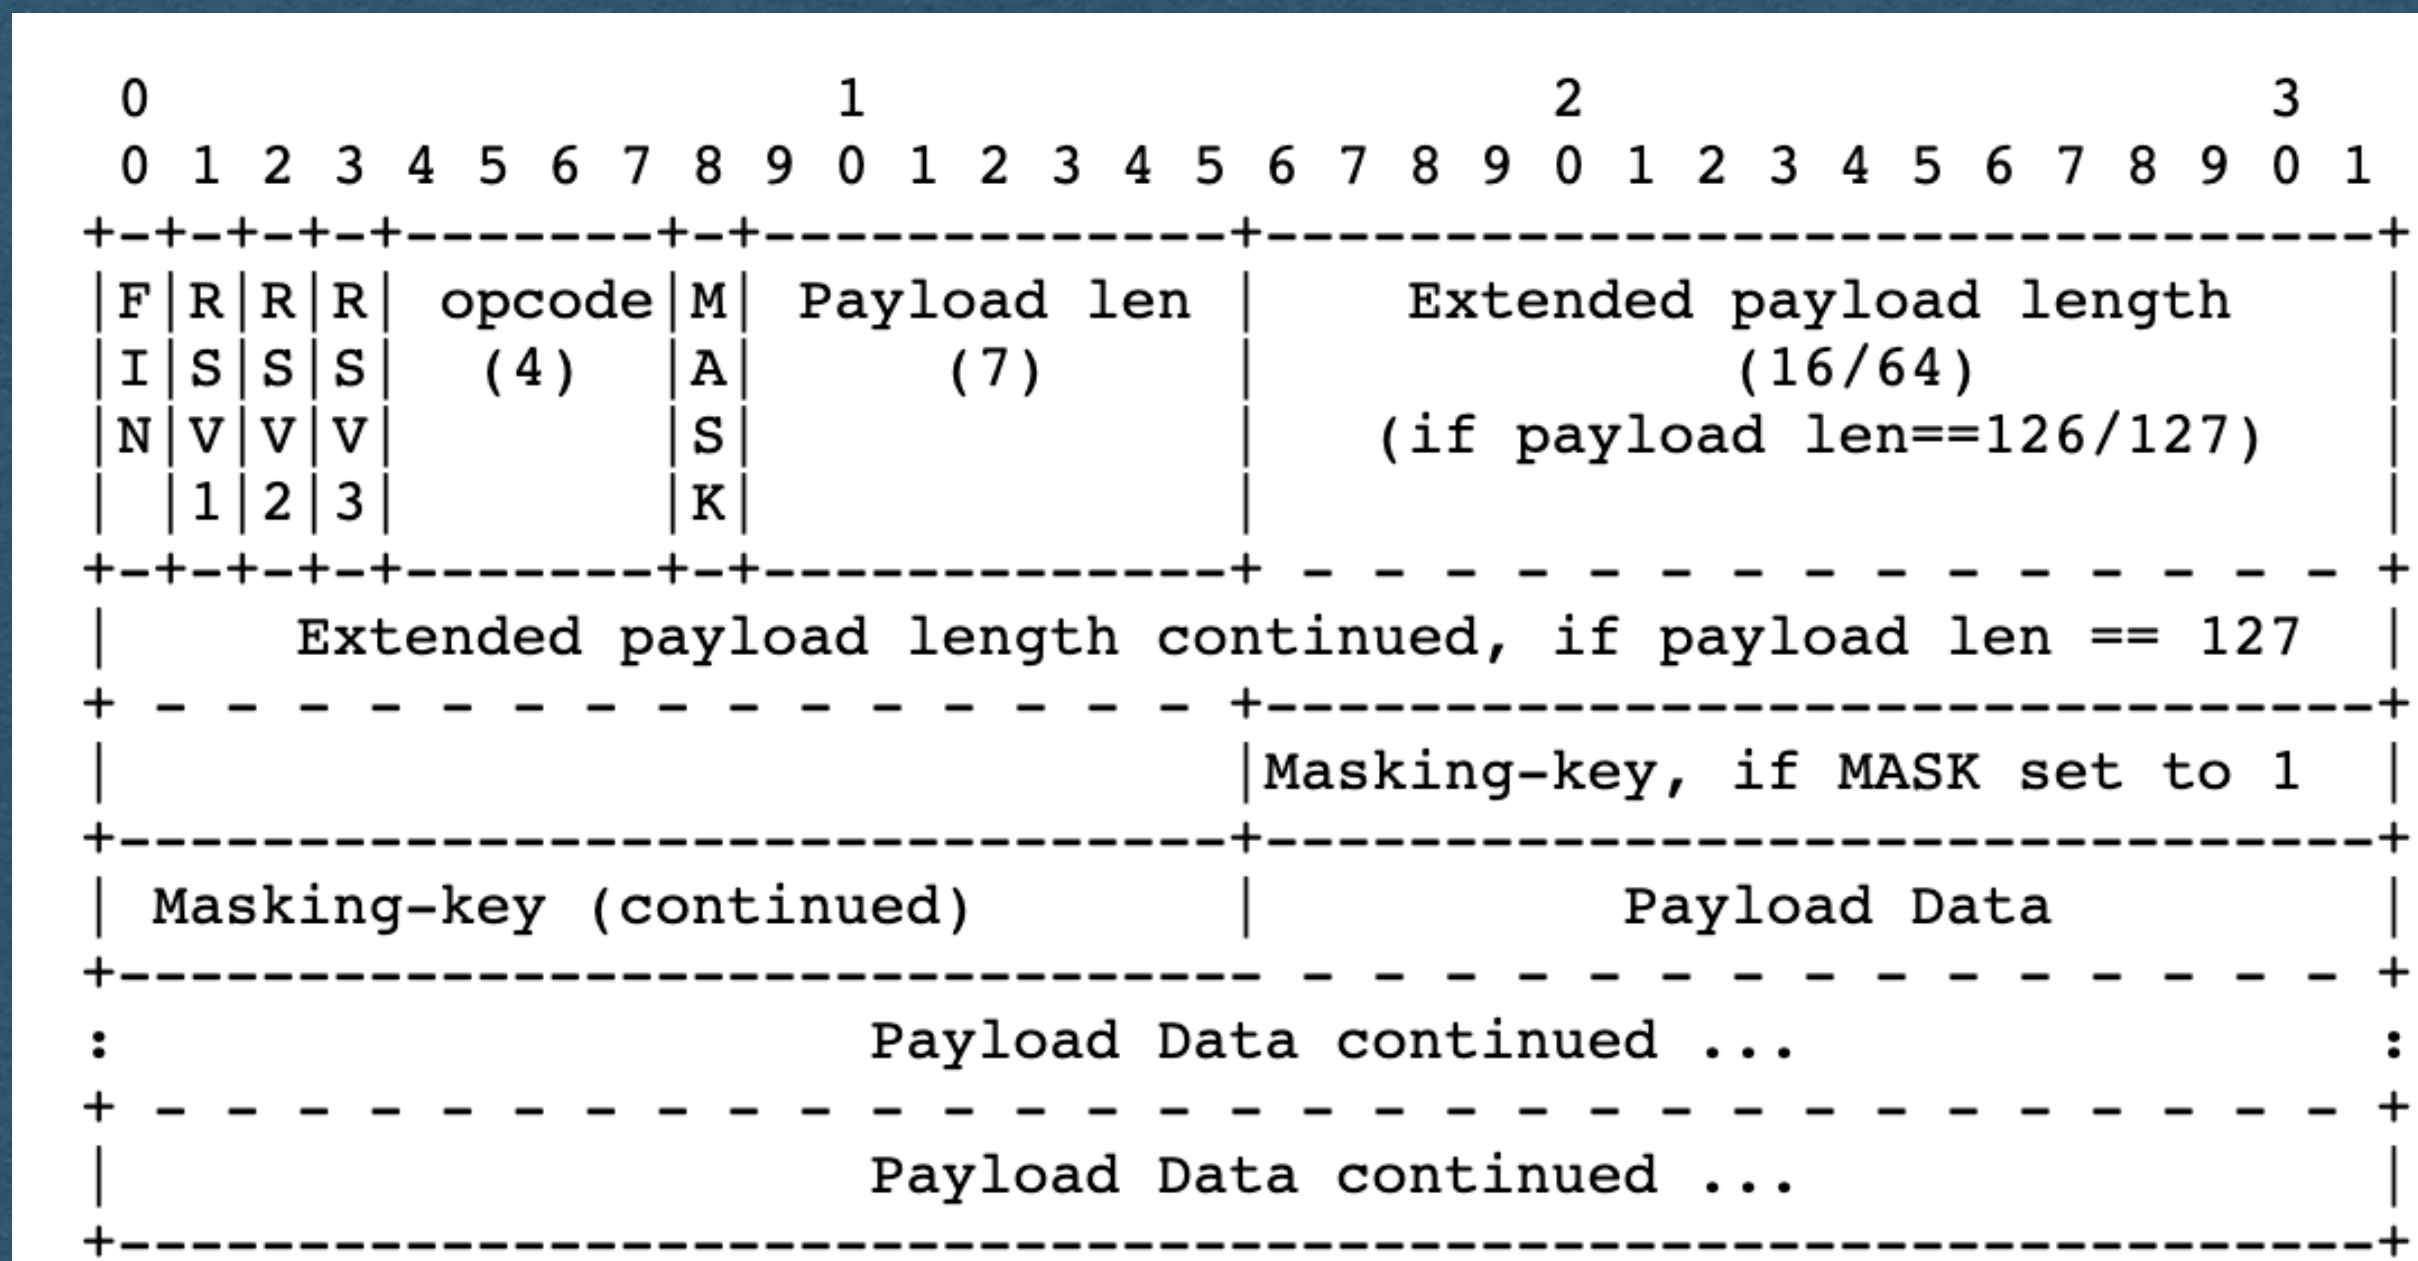 0                   1                   2                   3
 0 1 2 3 4 5 6 7 8 9 0 1 2 3 4 5 6 7 8 9 0 1 2 3 4 5 6 7 8 9 0 1
+-+-+-+-+-------+-+-------------+-------------------------------+
|F|R|R|R| opcode|M| Payload len |    Extended payload length    |
|I|S|S|S|  (4)  |A|     (7)     |             (16/64)           |
|N|V|V|V|       |S|             |   (if payload len==126/127)   |
| |1|2|3|       |K|             |                               |
+-+-+-+-+-------+-+-------------+ - - - - - - - - - - - - - - - +
|     Extended payload length continued, if payload len == 127  |
+ - - - - - - - - - - - - - - - +-------------------------------+
|                               |Masking-key, if MASK set to 1  |
+-------------------------------+-------------------------------+
| Masking-key (continued)       |          Payload Data         |
+-------------------------------- - - - - - - - - - - - - - - - +
:                     Payload Data continued ...                :
+ - - - - - - - - - - - - - - - - - - - - - - - - - - - - - - - +
|                     Payload Data continued ...                |
+---------------------------------------------------------------+